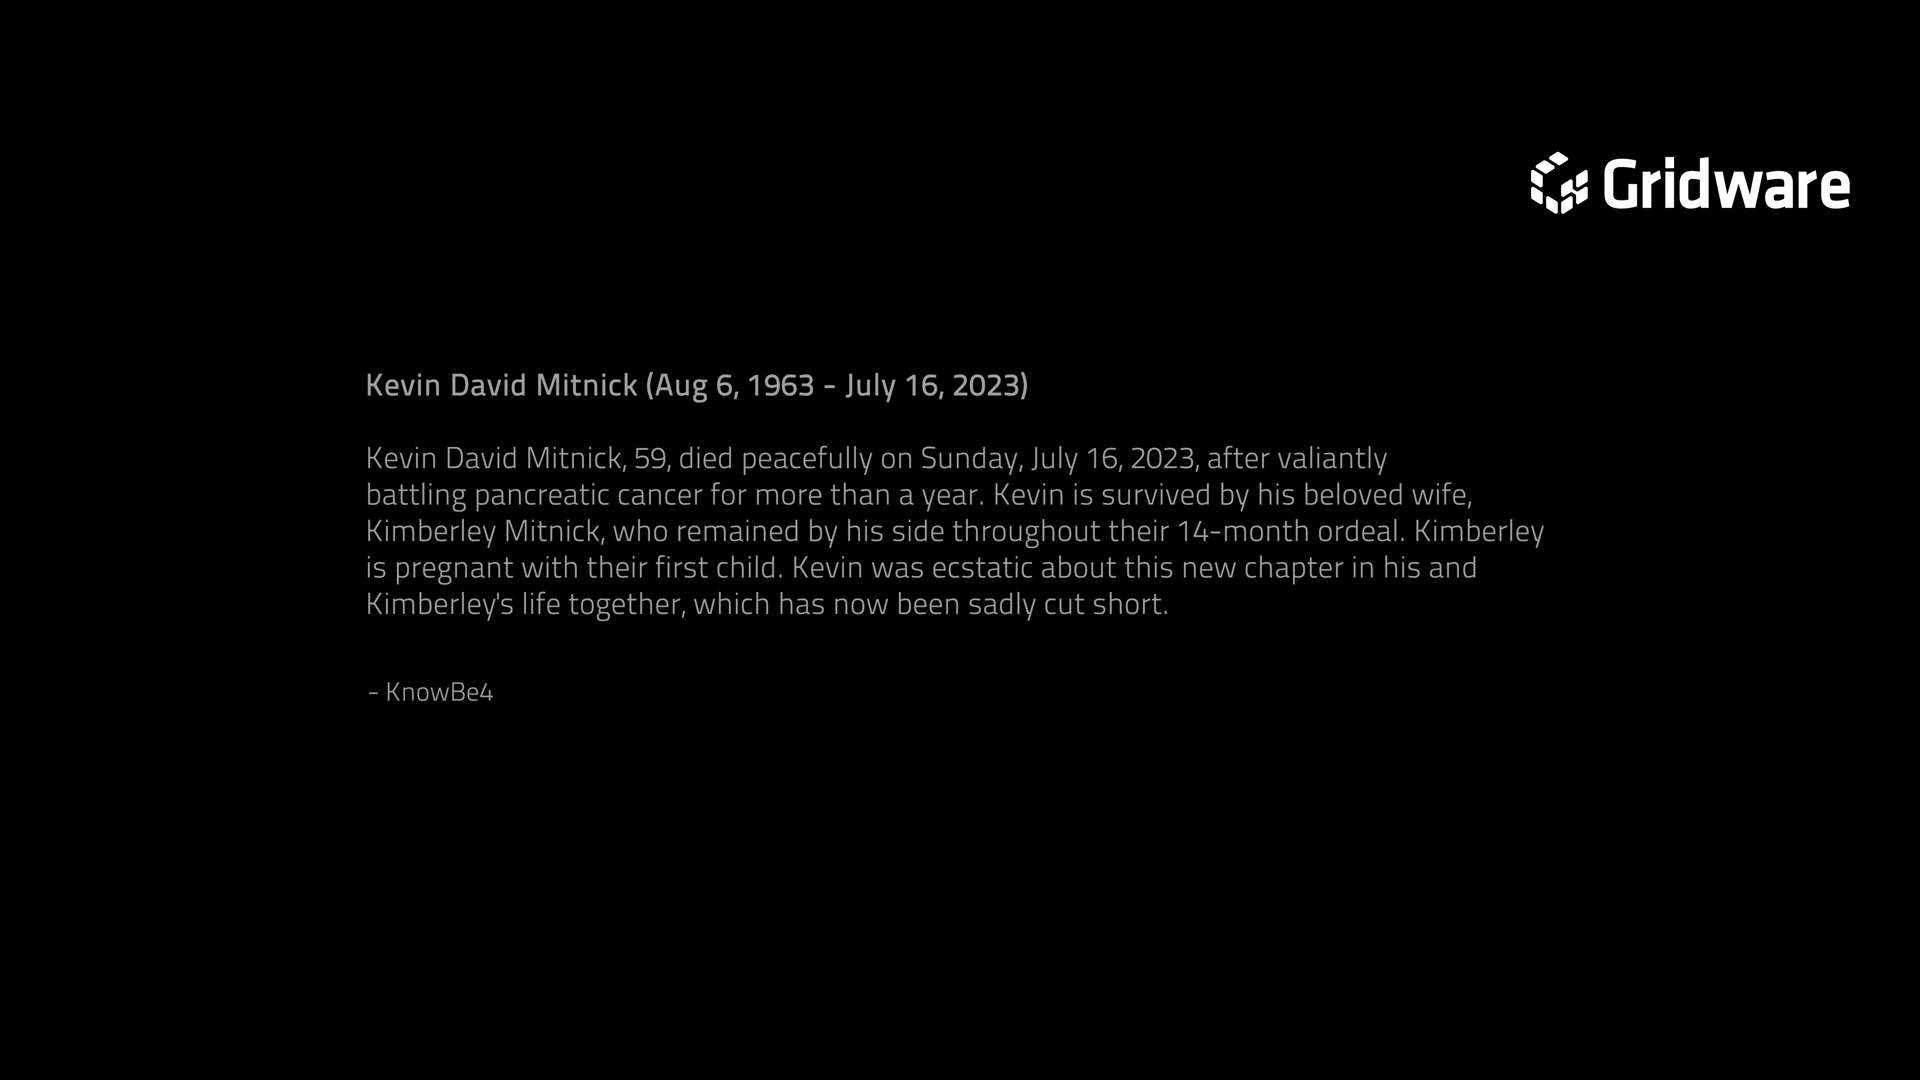 Gridware
Kevin David Mitnick (Aug 6, 1963 - July 16, 2023)
Kevin David Mitnick, 59, died peacefully on Sunday, July 16, 2023, after valiantly
battling pancreatic cancer for more than a year. Kevin is survived by his beloved wife,
Kimberley Mitnick, who remained by his side throughout their 14-month ordeal. Kimberley
is pregnant with their first child. Kevin was ecstatic about this new chapter in his and
Kimberley's life together, which has now been sadly cut short.
- KnowBe4